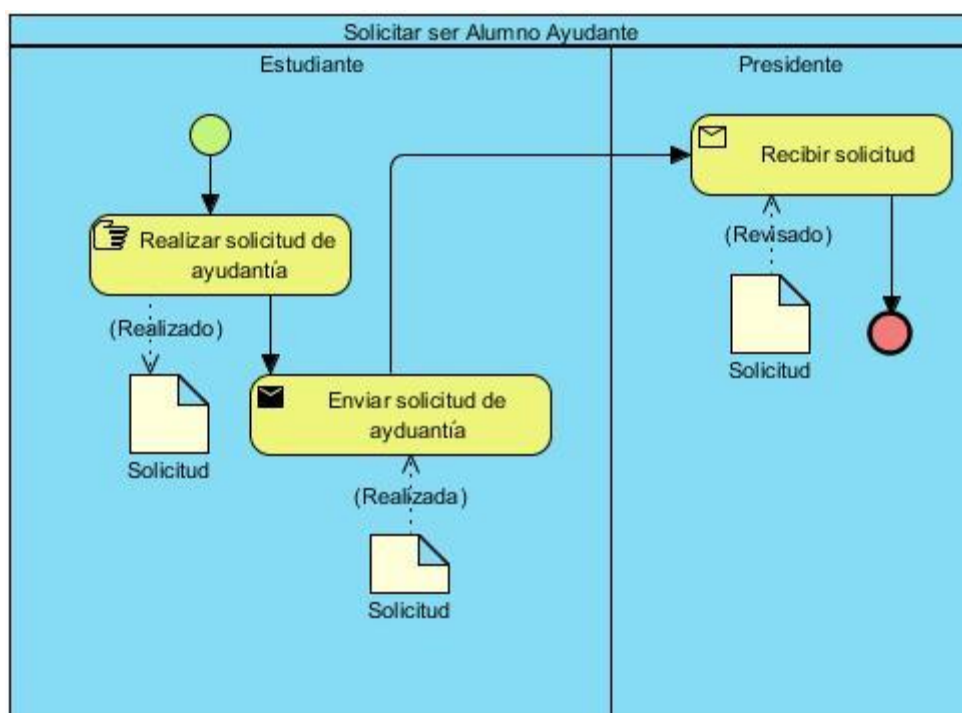 Solicitar ser Alumno Ayudante
Estudiante
Presidente
Recibir solicitud
Realizar solicitud de
ayudantía
(Revisado)
(Realizado)
Solicitud
Enviar solicitud de
ayduantía
Solicitud
(Realizada)
Solicitud